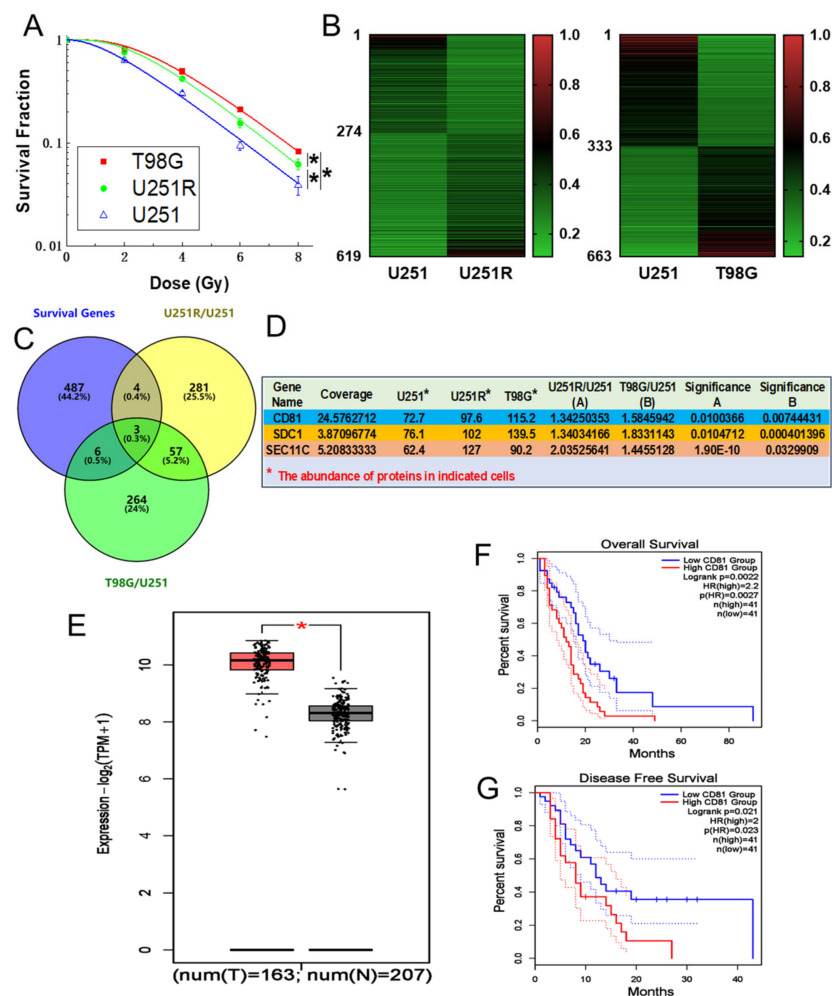 A
Survival Fraction
1
0.1
0.01
T98G
U251R
U251
*
*
*
0 2 4 6 8
Dose (Gy)
B
1
274
619
U251 U251R
1.0
0.8
0.6
0.4
0.2
1
333
663
U251 T98G
1.0
0.8
0.6
0.4
0.2
C
Survival Genes
U251R/U251
487
(44.2%)
4
(0.4%)
281
(25.5%)
3
(0.3%)
6
(0.5%)
57
(5.2%)
264
(24%)
T98G/U251
D
Gene Name Coverage U251* U251R* T98G* U251R/U251 (A) T98G/U251 (B) Significance A Significance B
CD81 24.5762712 72.7 97.6 115.2 1.34250353 1.5845942 0.0100366 0.00744431
SDC1 3.87096774 76.1 102 139.5 1.34034166 1.8331143 0.0104712 0.000401396
SEC11C 5.20833333 62.4 127 90.2 2.03525641 1.4455128 1.90E-10 0.0329909
* The abundance of proteins in indicated cells
E
Expression – log2(TPM+1)
10
8
6
4
2
0
*
(num(T)=163; num(N)=207)
F
Overall Survival
Low CD81 Group
High CD81 Group
Logrank p=0.0022
HR(high)=2.2
p(HR)=0.0027
n(high)=41
n(low)=41
Percent survival
1.0
0.8
0.6
0.4
0.2
0.0
0 20 40 60 80
Months
G
Disease Free Survival
Low CD81 Group
High CD81 Group
Logrank p=0.021
HR(high)=2
p(HR)=0.023
n(high)=41
n(low)=41
Percent survival
1.0
0.8
0.6
0.4
0.2
0.0
0 10 20 30 40
Months